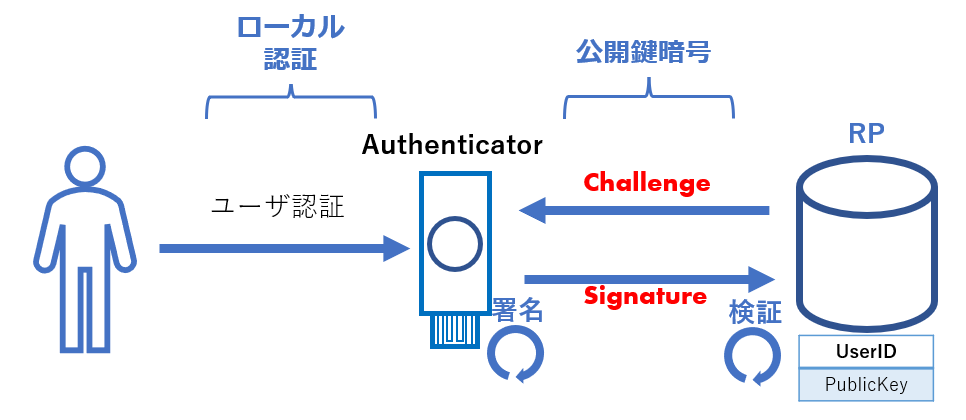 ローカル
認証
公開鍵暗号
Authenticator
RP
Challenge
ユーザ認証
Signature
署名
検証
UserID
PublicKey